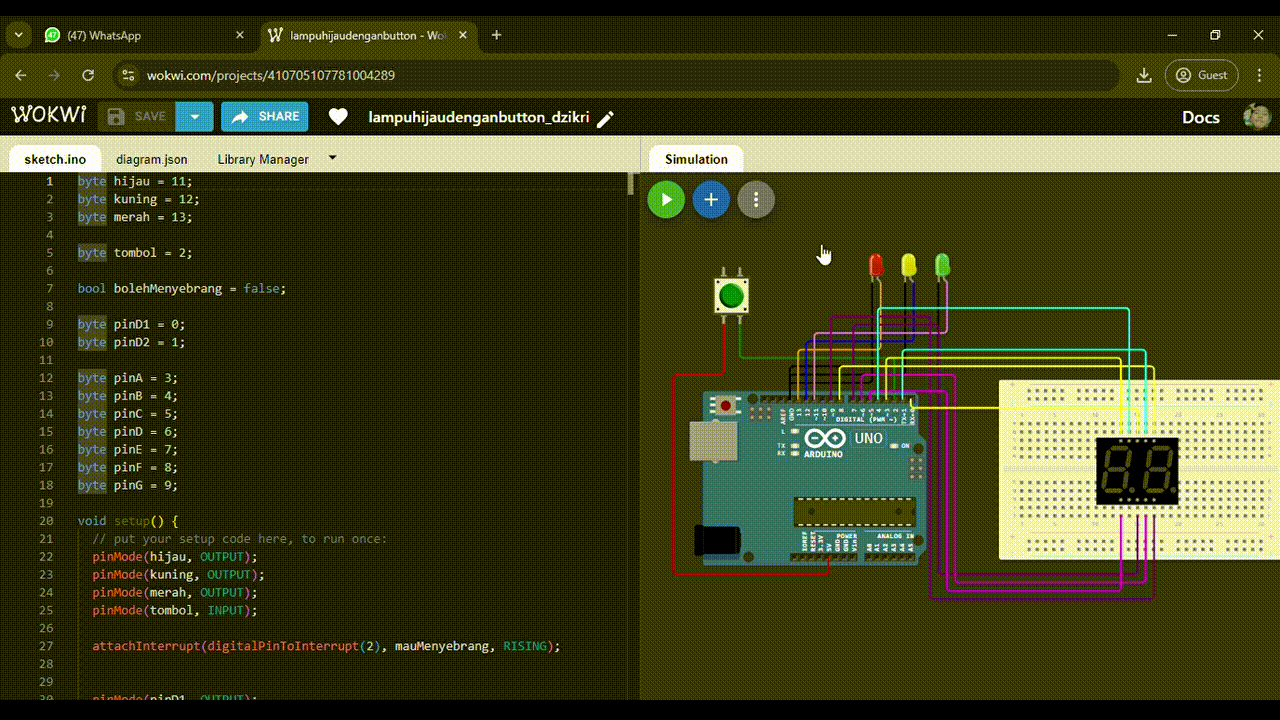 (47) WhatsApp
lampuhijaudenganbutton - Wo
wokwi.com/projects/410705107781004289
Guest
WOKWI
SAVE
SHARE
lampuhijaudenganbutton_dzikri
Docs
sketch.ino
diagram.json
Library Manager
Simulation
1 byte hijau = 11;
2 byte kuning = 12;
3 byte merah = 13;
4
5 byte tombol = 2;
6
7 bool bolehMenyebrang = false;
8
9 byte pinD1 = 0;
10 byte pinD2 = 1;
11
12 byte pinA = 3;
13 byte pinB = 4;
14 byte pinC = 5;
15 byte pinD = 6;
16 byte pinE = 7;
17 byte pinF = 8;
18 byte pinG = 9;
19
20 void setup() {
21 // put your setup code here, to run once:
22 pinMode(hijau, OUTPUT);
23 pinMode(kuning, OUTPUT);
24 pinMode(merah, OUTPUT);
25 pinMode(tombol, INPUT);
26
27 attachInterrupt(digitalPinToInterrupt(2), mauMenyebrang, RISING);
28
29
30 pinMode(pinD1, OUTPUT);
AREF
GND
13
12
DIGITAL (PWM ~)
L
TX
RX
UNO
ARDUINO
ON
IOREF
RESET
3.3V
5V
GND
GND
Vin
POWER
ANALOG IN
A0
A1
A2
A3
A4
A5